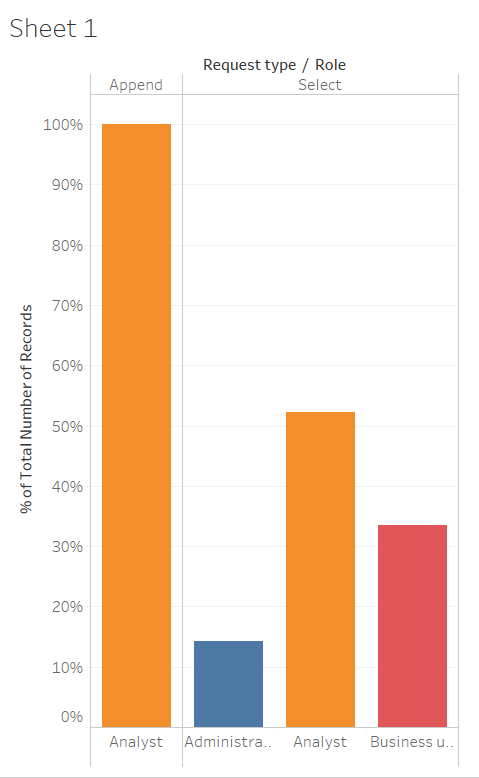 Sheet 1
Request type / Role
Append
Select
% of Total Number of Records
100%
90%
80%
70%
60%
50%
40%
30%
20%
10%
0%
Analyst
Administra..
Analyst
Business u..